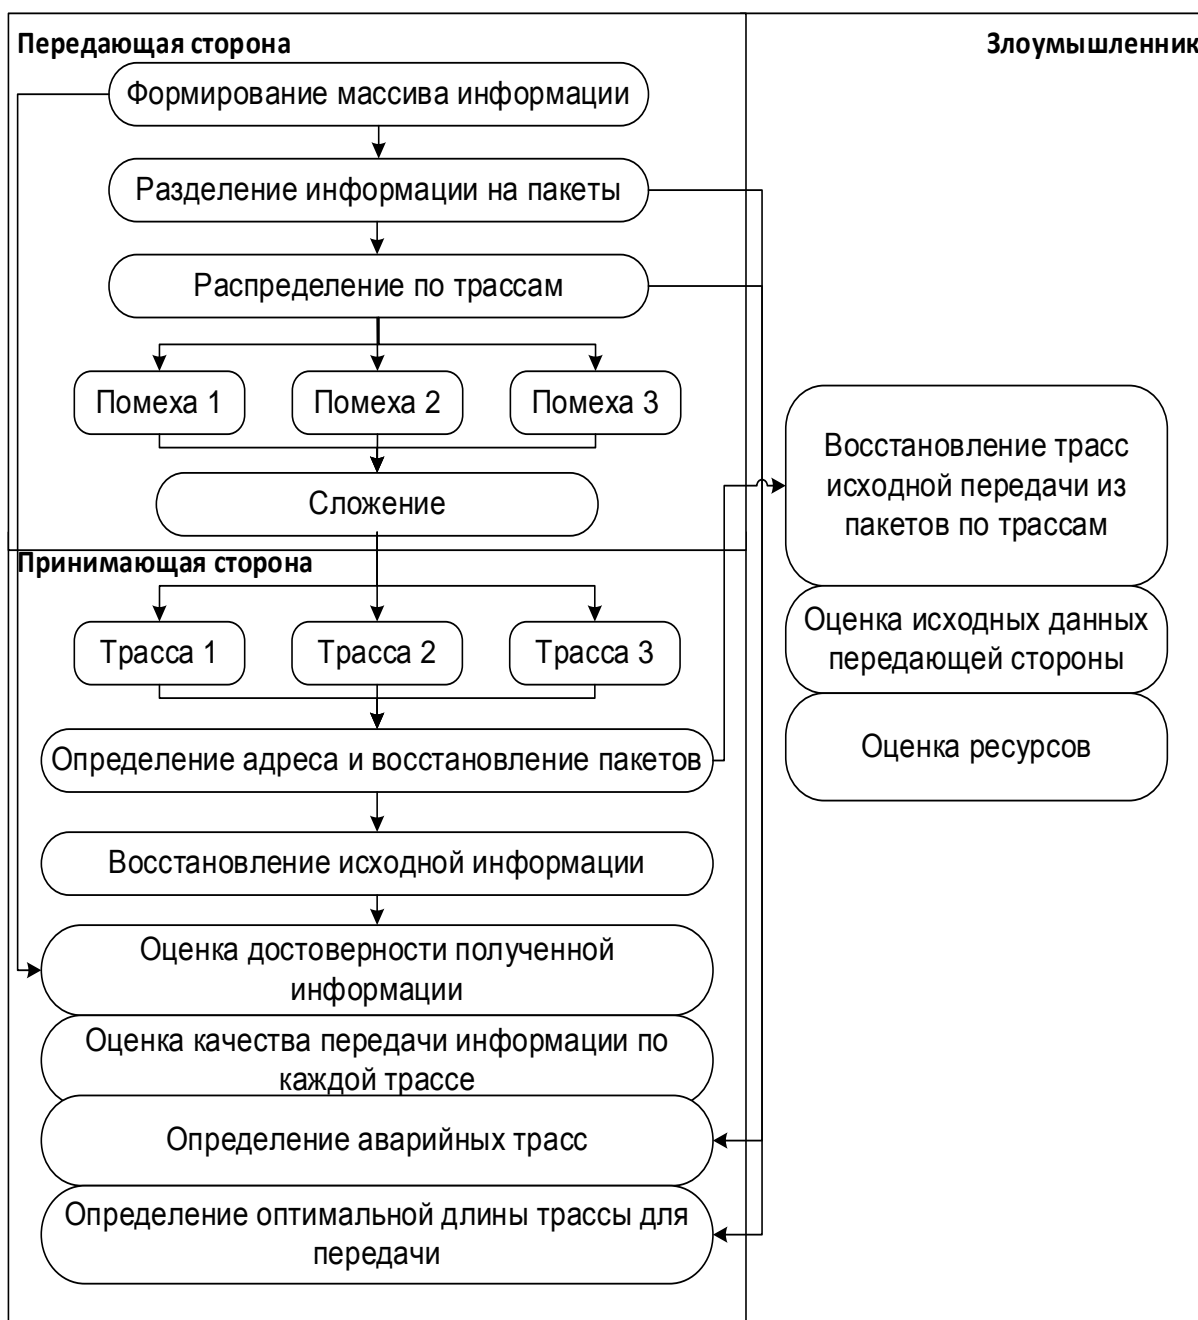 Передающая сторона
Злоумышленник
Формирование массива информации
Разделение информации на пакеты
Распределение по трассам
Помеха 1
Помеха 2
Помеха 3
Сложение
Восстановление трасс
исходной передачи из
пакетов по трассам
Оценка исходных данных
передающей стороны
Оценка ресурсов
Принимающая сторона
Трасса 1
Трасса 2
Трасса 3
Определение адреса и восстановление пакетов
Восстановление исходной информации
Оценка достоверности полученной
информации
Оценка качества передачи информации по
каждой трассе
Определение аварийных трасс
Определение оптимальной длины трассы для
передачи